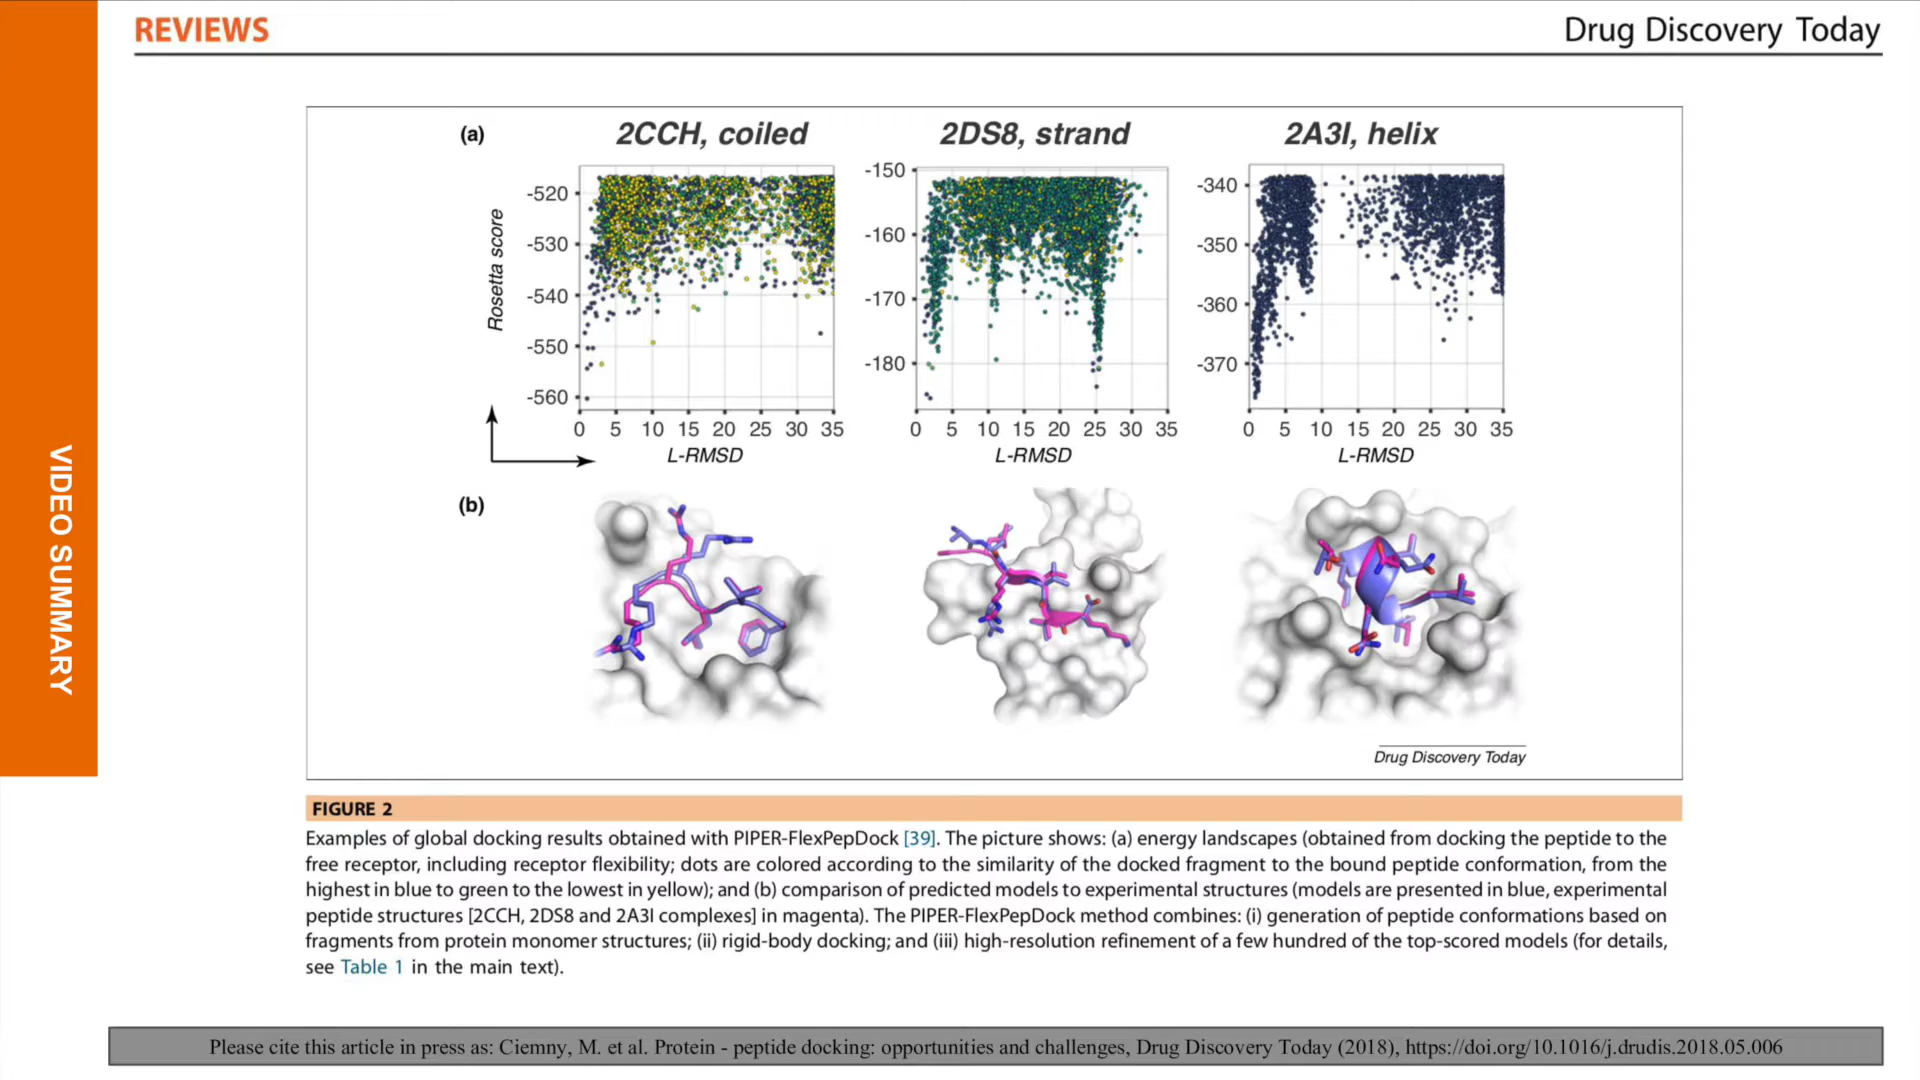 REVIEWS
Drug Discovery Today
VIDEO SUMMARY
(a)
2CCH, coiled
2DS8, strand
2A3I, helix
Rosetta score
-520
-530
-540
-550
-560
0 5 10 15 20 25 30 35
L-RMSD
-150
-160
-170
-180
0 5 10 15 20 25 30 35
L-RMSD
-340
-350
-360
-370
0 5 10 15 20 25 30 35
L-RMSD
(b)
Drug Discovery Today
FIGURE 2
Examples of global docking results obtained with PIPER-FlexPepDock [39]. The picture shows: (a) energy landscapes (obtained from docking the peptide to the
free receptor, including receptor flexibility; dots are colored according to the similarity of the docked fragment to the bound peptide conformation, from the
highest in blue to green to the lowest in yellow); and (b) comparison of predicted models to experimental structures (models are presented in blue, experimental
peptide structures [2CCH, 2DS8 and 2A3I complexes] in magenta). The PIPER-FlexPepDock method combines: (i) generation of peptide conformations based on
fragments from protein monomer structures; (ii) rigid-body docking; and (iii) high-resolution refinement of a few hundred of the top-scored models (for details,
see Table 1 in the main text).
Please cite this article in press as: Ciemny, M. et al. Protein - peptide docking: opportunities and challenges, Drug Discovery Today (2018), https://doi.org/10.1016/j.drudis.2018.05.006